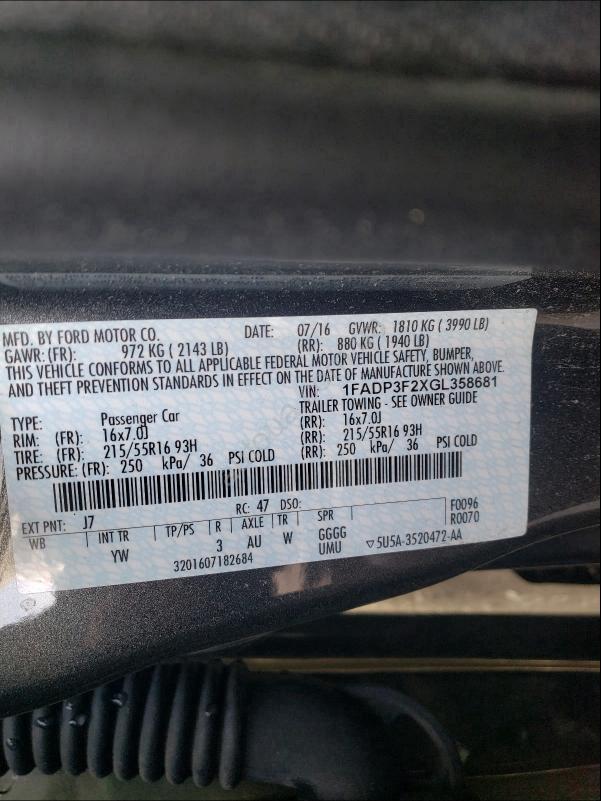 MFD. BY FORD MOTOR CO. DATE: 07/16 GVWR: 1810 KG ( 3990 LB)
GAWR: (FR): 972 KG ( 2143 LB) (RR): 880 KG ( 1940 LB)
THIS VEHICLE CONFORMS TO ALL APPLICABLE FEDERAL MOTOR VEHICLE SAFETY, BUMPER,
AND THEFT PREVENTION STANDARDS IN EFFECT ON THE DATE OF MANUFACTURE SHOWN ABOVE.
VIN: 1FADP3F2XGL358681
TYPE: Passenger Car TRAILER TOWING - SEE OWNER GUIDE
RIM: (FR): 16x7.0J (RR): 16x7.0J
TIRE: (FR): 215/55R16 93H (RR): 215/55R16 93H
PRESSURE: (FR): 250 kPa/ 36 PSI COLD (RR): 250 kPa/ 36 PSI COLD
EXT PNT: J7 RC: 47 DSO: F0096
WB INT TR TP/PS R AXLE TR SPR R0070
YW 3 AU W GGGG
UMU ▽5U5A-3520472-AA
3201607182684